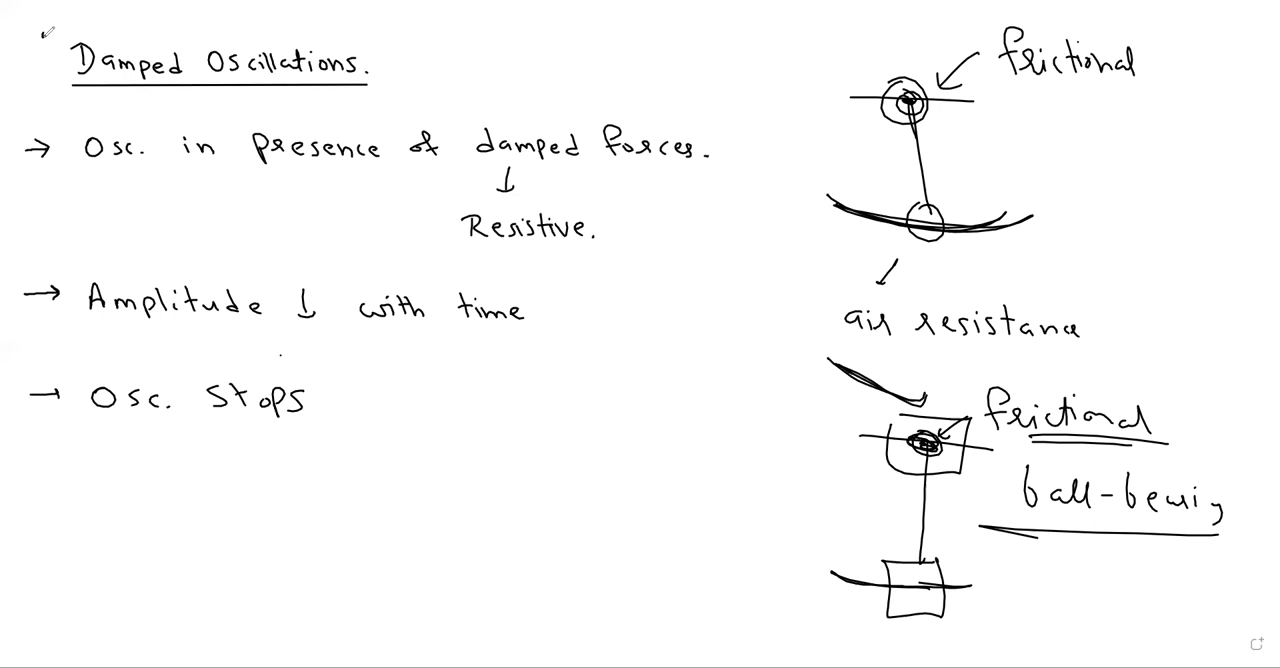 Damped Oscillations.
→ Osc. in presence of damped forces.
↓
Resistive.
→ Amplitude ↓ with time
→ Osc. stops
frictional
air resistance
frictional
ball-